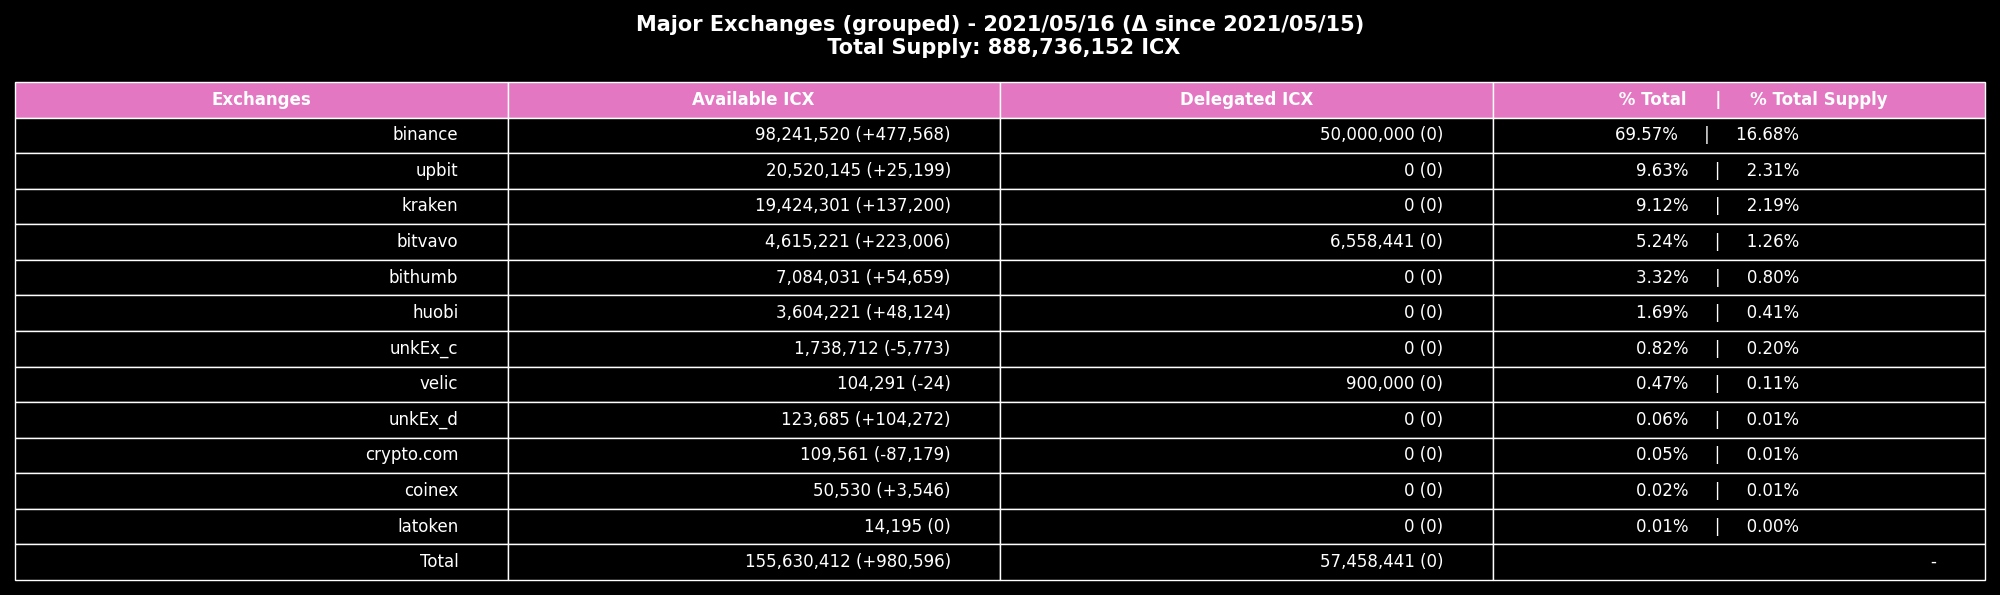 Major Exchanges (grouped) - 2021/05/16 (Δ since 2021/05/15)
Total Supply: 888,736,152 ICX
Exchanges Available ICX Delegated ICX % Total | % Total Supply
binance 98,241,520 (+477,568) 50,000,000 (0) 69.57% | 16.68%
upbit 20,520,145 (+25,199) 0 (0) 9.63% | 2.31%
kraken 19,424,301 (+137,200) 0 (0) 9.12% | 2.19%
bitvavo 4,615,221 (+223,006) 6,558,441 (0) 5.24% | 1.26%
bithumb 7,084,031 (+54,659) 0 (0) 3.32% | 0.80%
huobi 3,604,221 (+48,124) 0 (0) 1.69% | 0.41%
unkEx_c 1,738,712 (-5,773) 0 (0) 0.82% | 0.20%
velic 104,291 (-24) 900,000 (0) 0.47% | 0.11%
unkEx_d 123,685 (+104,272) 0 (0) 0.06% | 0.01%
crypto.com 109,561 (-87,179) 0 (0) 0.05% | 0.01%
coinex 50,530 (+3,546) 0 (0) 0.02% | 0.01%
latoken 14,195 (0) 0 (0) 0.01% | 0.00%
Total 155,630,412 (+980,596) 57,458,441 (0) -